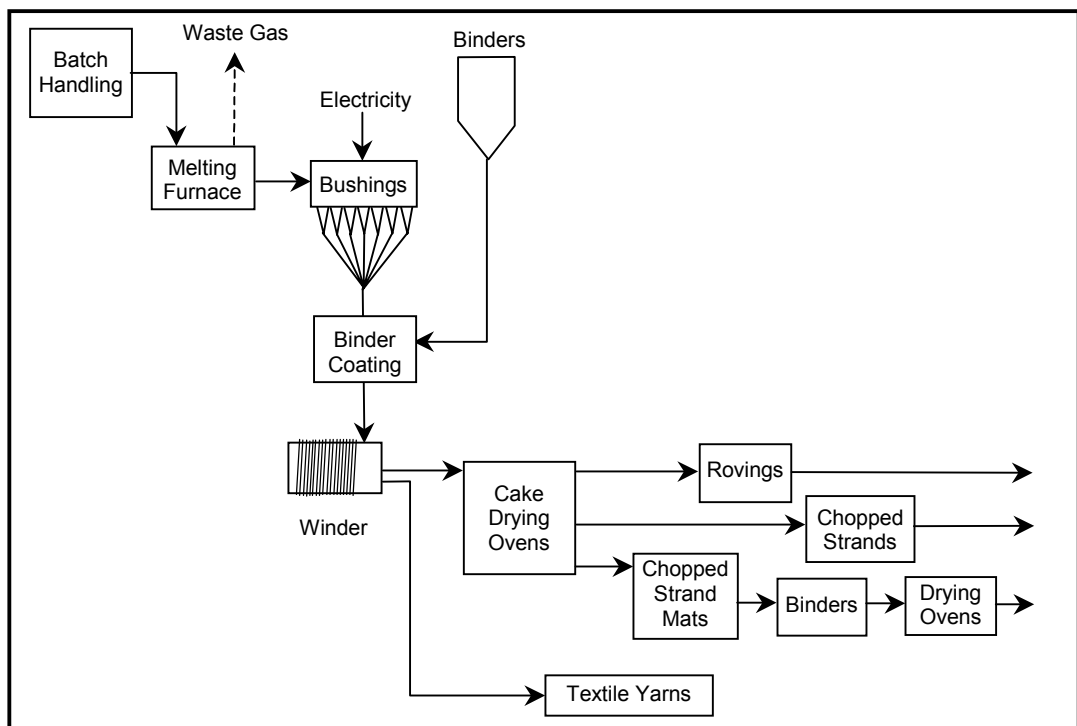 Waste Gas
Binders
Batch
Handling
Electricity
Melting
Furnace
Bushings
Binder
Coating
Winder
Cake
Drying
Ovens
Rovings
Chopped
Strands
Chopped
Strand
Mats
Binders
Drying
Ovens
Textile Yarns